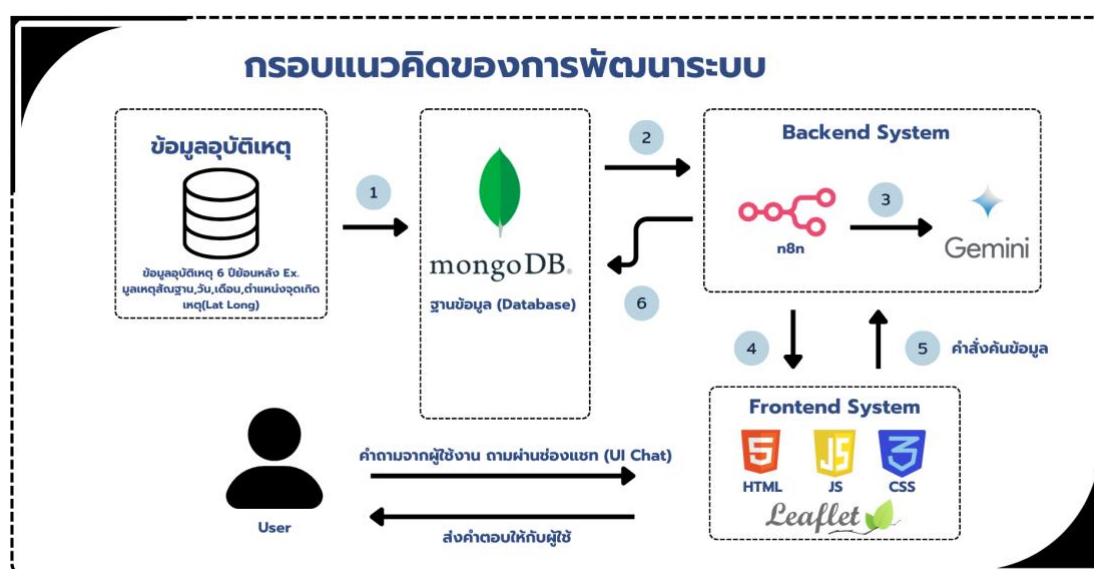 กรอบแนวคิดของการพัฒนาระบบ
ข้อมูลอุบัติเหตุ
ข้อมูลอุบัติเหตุ 6 ปีย้อนหลัง Ex.
มูลเหตุสัณฐาน,วัน,เดือน,ตำแหน่งจุดเกิด
เหตุ(Lat Long)
1
mongoDB®
ฐานข้อมูล (Database)
2
6
Backend System
n8n
3
Gemini
4
5
คำสั่งค้นข้อมูล
Frontend System
5
JS
3
HTML
JS
CSS
Leaflet
User
คำถามจากผู้ใช้งาน ถามผ่านช่องแชท (UI Chat)
ส่งคำตอบให้กับผู้ใช้